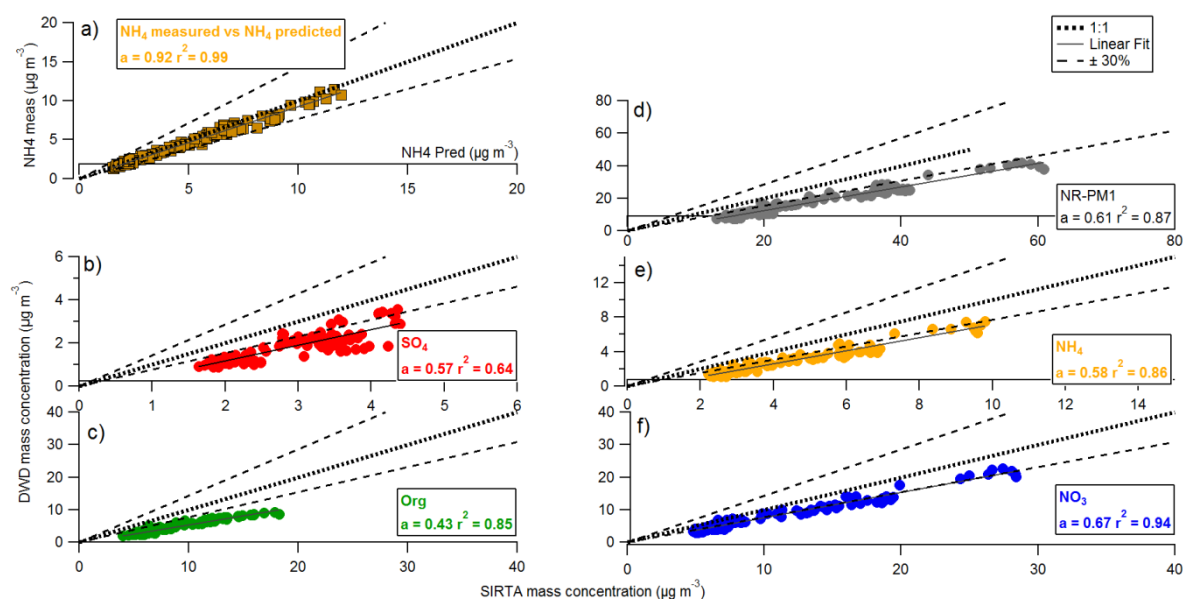 a)
NH₄ measured vs NH₄ predicted
a = 0.92 r² = 0.99
NH4 meas (µg m⁻³)
20
15
10
5
0
NH4 Pred (µg m⁻³)
0 5 10 15 20
1:1
Linear Fit
± 30%
d)
80
60
40
20
0
NR-PM1
a = 0.61 r² = 0.87
0 20 40 60 80
b)
6
4
2
0
SO₄
a = 0.57 r² = 0.64
0 1 2 3 4 5 6
e)
12
8
4
0
NH₄
a = 0.58 r² = 0.86
0 2 4 6 8 10 12 14
c)
40
30
20
10
0
Org
a = 0.43 r² = 0.85
0 10 20 30 40
f)
40
30
20
10
0
NO₃
a = 0.67 r² = 0.94
0 10 20 30 40
DWD mass concentration (µg m⁻³)
SIRTA mass concentration (µg m⁻³)